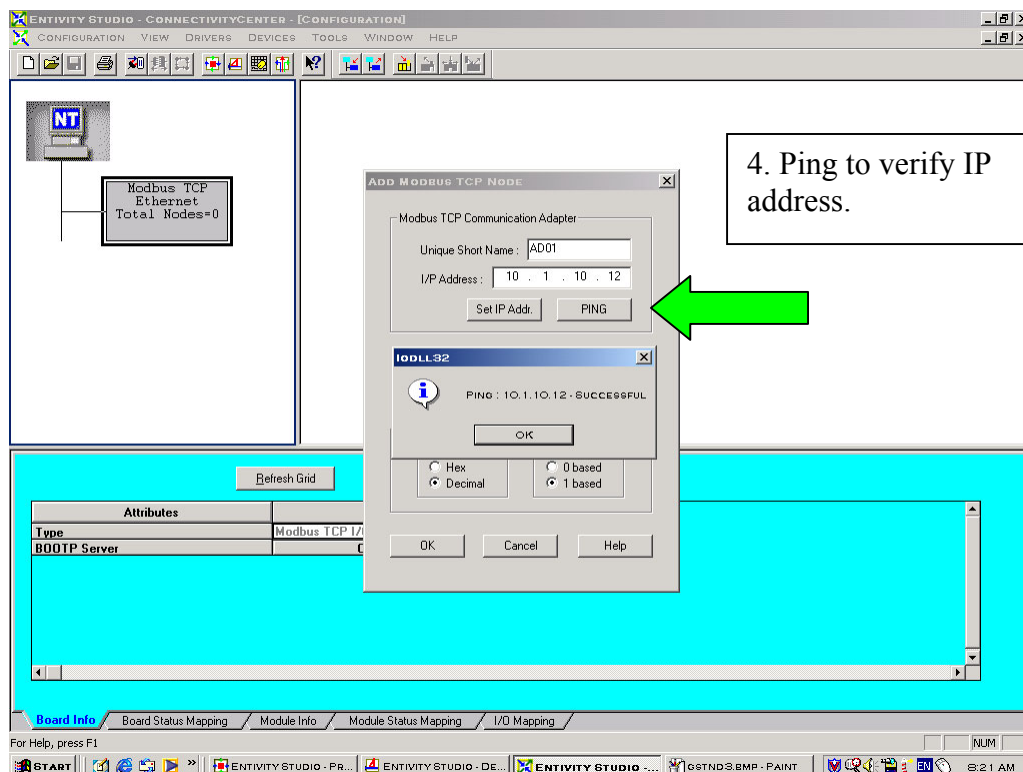 ENTIVITY STUDIO - CONNECTIVITYCENTER - [CONFIGURATION]
CONFIGURATION VIEW DRIVERS DEVICES TOOLS WINDOW HELP
NT
Modbus TCP
Ethernet
Total Nodes=0
4. Ping to verify IP
address.
ADD MODBUS TCP NODE
Modbus TCP Communication Adapter
Unique Short Name : AD01
I/P Address : 10 . 1 . 10 . 12
Set IP Addr. PING
IODLL32
PING : 10.1.10.12 - SUCCESSFUL
OK
Hex 0 based
Decimal 1 based
OK Cancel Help
Refresh Grid
Attributes
Type Modbus TCP I/
BOOTP Server
Board Info Board Status Mapping Module Info Module Status Mapping I/O Mapping
For Help, press F1 NUM
START » ENTIVITY STUDIO - PR... ENTIVITY STUDIO - DE... ENTIVITY STUDIO -... GSTND3.BMP - PAINT EN 8:21 AM